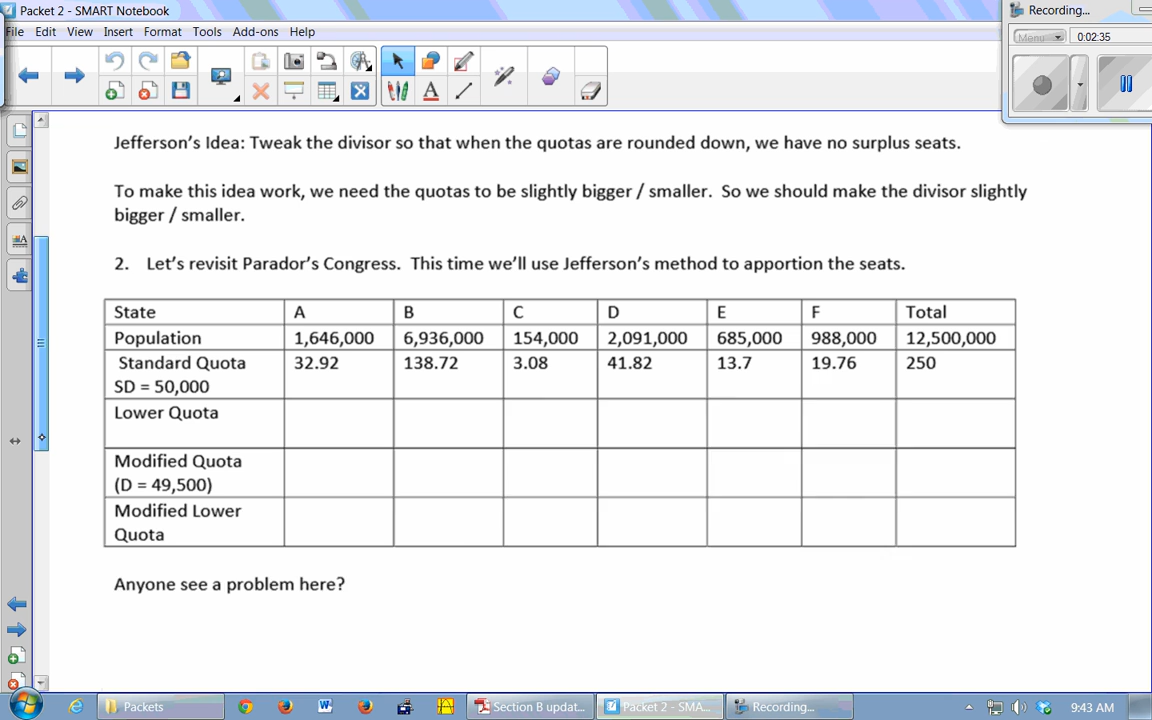 Packet 2 - SMART Notebook
Recording...
File Edit View Insert Format Tools Add-ons Help
Menu
0:02:35
Jefferson's Idea: Tweak the divisor so that when the quotas are rounded down, we have no surplus seats.
To make this idea work, we need the quotas to be slightly bigger / smaller. So we should make the divisor slightly
bigger / smaller.
2. Let's revisit Parador's Congress. This time we'll use Jefferson's method to apportion the seats.
State A B C D E F Total
Population 1,646,000 6,936,000 154,000 2,091,000 685,000 988,000 12,500,000
Standard Quota 32.92 138.72 3.08 41.82 13.7 19.76 250
SD = 50,000
Lower Quota
Modified Quota
(D = 49,500)
Modified Lower
Quota
Anyone see a problem here?
Packets
Section B updat...
Packet 2 - SMA...
Recording...
9:43 AM